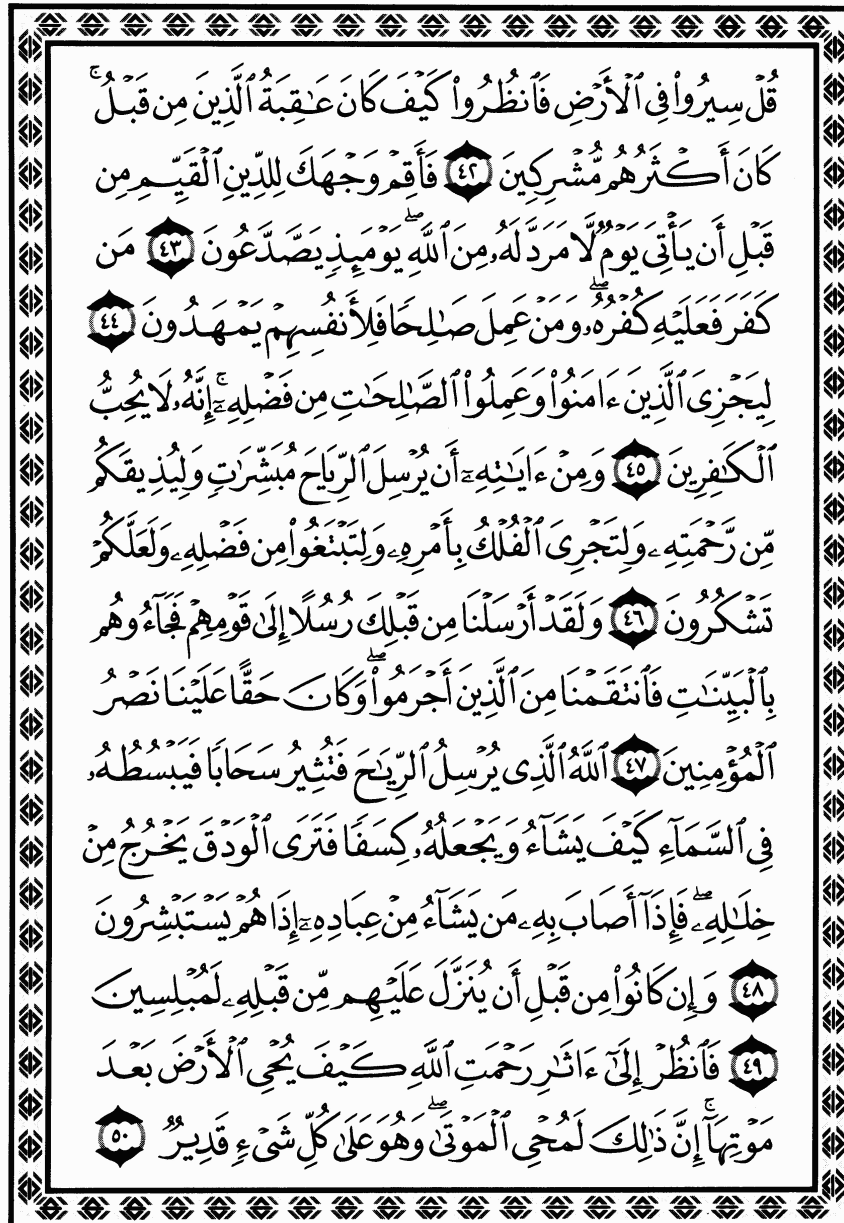 قُلْ سِيرُوا۟ فِى ٱلْأَرْضِ فَٱنظُرُوا۟ كَيْفَ كَانَ عَـٰقِبَةُ ٱلَّذِينَ مِن قَبْلُ ۚ
كَانَ أَكْثَرُهُم مُّشْرِكِينَ ٤٢ فَأَقِمْ وَجْهَكَ لِلدِّينِ ٱلْقَيِّمِ مِن
قَبْلِ أَن يَأْتِىَ يَوْمٌ لَّا مَرَدَّ لَهُۥ مِنَ ٱللَّهِ ۖ يَوْمَئِذٍ يَصَّدَّعُونَ ٤٣ مَن
كَفَرَ فَعَلَيْهِ كُفْرُهُۥ ۖ وَمَنْ عَمِلَ صَـٰلِحًا فَلِأَنفُسِهِمْ يَمْهَدُونَ ٤٤
لِيَجْزِىَ ٱلَّذِينَ ءَامَنُوا۟ وَعَمِلُوا۟ ٱلصَّـٰلِحَـٰتِ مِن فَضْلِهِۦٓ ۚ إِنَّهُۥ لَا يُحِبُّ
ٱلْكَـٰفِرِينَ ٤٥ وَمِنْ ءَايَـٰتِهِۦٓ أَن يُرْسِلَ ٱلرِّيَاحَ مُبَشِّرَٰتٍ وَلِيُذِيقَكُم
مِّن رَّحْمَتِهِۦ وَلِتَجْرِىَ ٱلْفُلْكُ بِأَمْرِهِۦ وَلِتَبْتَغُوا۟ مِن فَضْلِهِۦ وَلَعَلَّكُمْ
تَشْكُرُونَ ٤٦ وَلَقَدْ أَرْسَلْنَا مِن قَبْلِكَ رُسُلًا إِلَىٰ قَوْمِهِمْ فَجَآءُوهُم
بِٱلْبَيِّنَـٰتِ فَٱنتَقَمْنَا مِنَ ٱلَّذِينَ أَجْرَمُوا۟ ۖ وَكَانَ حَقًّا عَلَيْنَا نَصْرُ
ٱلْمُؤْمِنِينَ ٤٧ ٱللَّهُ ٱلَّذِى يُرْسِلُ ٱلرِّيَـٰحَ فَتُثِيرُ سَحَابًا فَيَبْسُطُهُۥ
فِى ٱلسَّمَآءِ كَيْفَ يَشَآءُ وَيَجْعَلُهُۥ كِسَفًا فَتَرَى ٱلْوَدْقَ يَخْرُجُ مِنْ
خِلَـٰلِهِۦ ۖ فَإِذَآ أَصَابَ بِهِۦ مَن يَشَآءُ مِنْ عِبَادِهِۦٓ إِذَا هُمْ يَسْتَبْشِرُونَ
٤٨ وَإِن كَانُوا۟ مِن قَبْلِ أَن يُنَزَّلَ عَلَيْهِم مِّن قَبْلِهِۦ لَمُبْلِسِينَ
٤٩ فَٱنظُرْ إِلَىٰٓ ءَاثَـٰرِ رَحْمَتِ ٱللَّهِ كَيْفَ يُحْىِ ٱلْأَرْضَ بَعْدَ
مَوْتِهَآ ۚ إِنَّ ذَٰلِكَ لَمُحْىِ ٱلْمَوْتَىٰ ۖ وَهُوَ عَلَىٰ كُلِّ شَىْءٍ قَدِيرٌ ٥٠